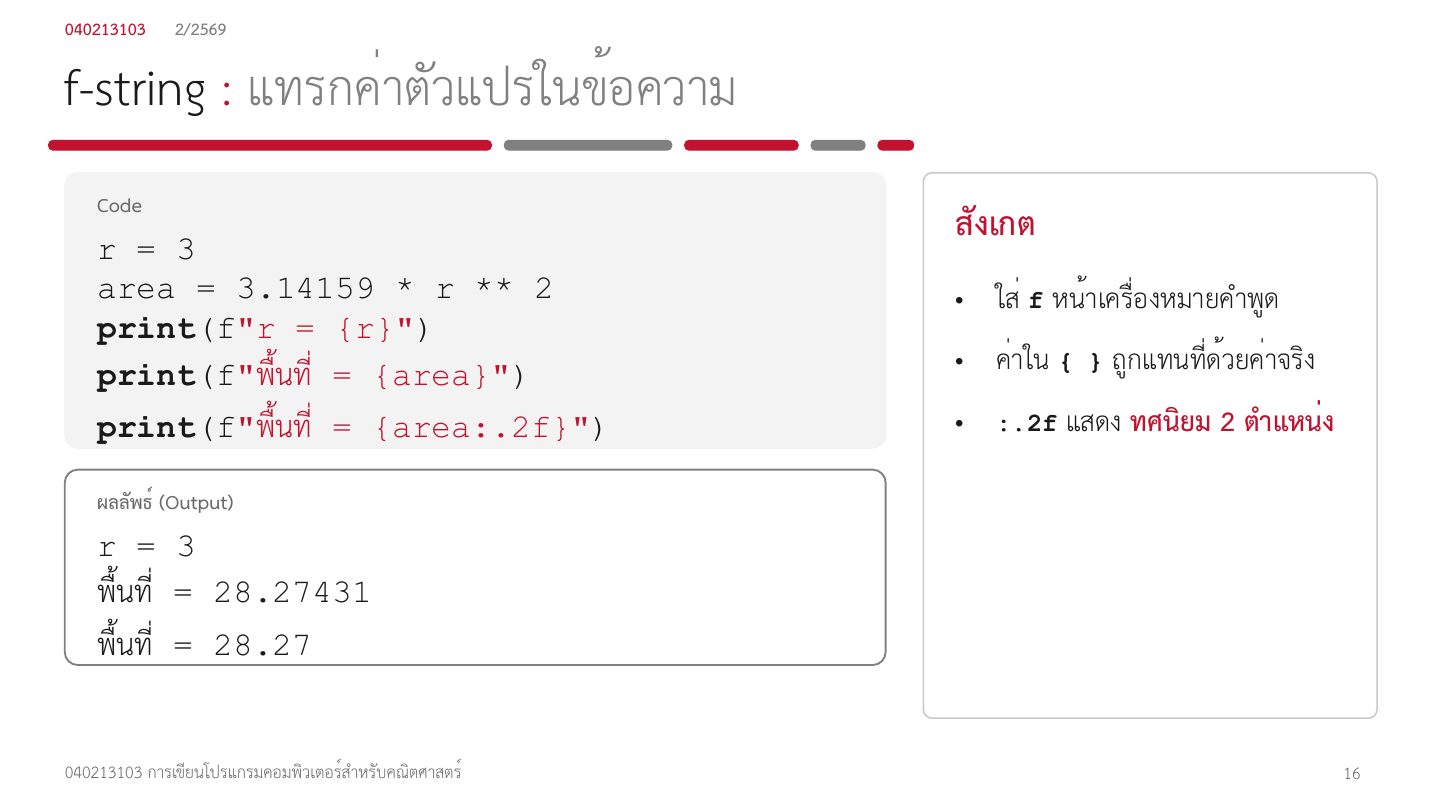 040213103 2/2569
f-string : แทรกค่าตัวแปรในข้อความ
Code
r = 3
area = 3.14159 * r ** 2
print(f"r = {r}")
print(f"พื้นที่ = {area}")
print(f"พื้นที่ = {area:.2f}")
ผลลัพธ์ (Output)
r = 3
พื้นที่ = 28.27431
พื้นที่ = 28.27
สังเกต
• ใส่ f หน้าเครื่องหมายคำพูด
• ค่าใน { } ถูกแทนที่ด้วยค่าจริง
• :.2f แสดง ทศนิยม 2 ตำแหน่ง
040213103 การเขียนโปรแกรมคอมพิวเตอร์สำหรับคณิตศาสตร์
16